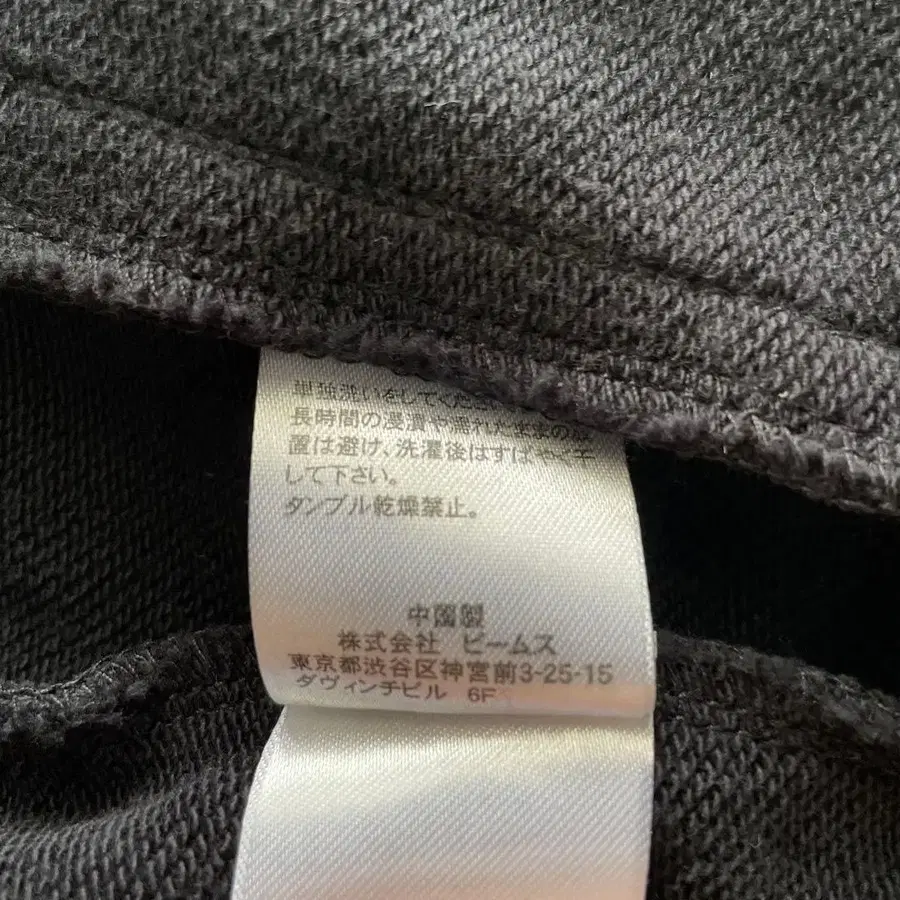 単独洗いをしてください。
長時間の浸漬や濡れたままの放
置は避け、洗濯後はすばやく干
して下さい。
タンブル乾燥禁止。
中国製
株式会社 ビームス
東京都渋谷区神宮前3-25-15
ダヴィンチビル 6F